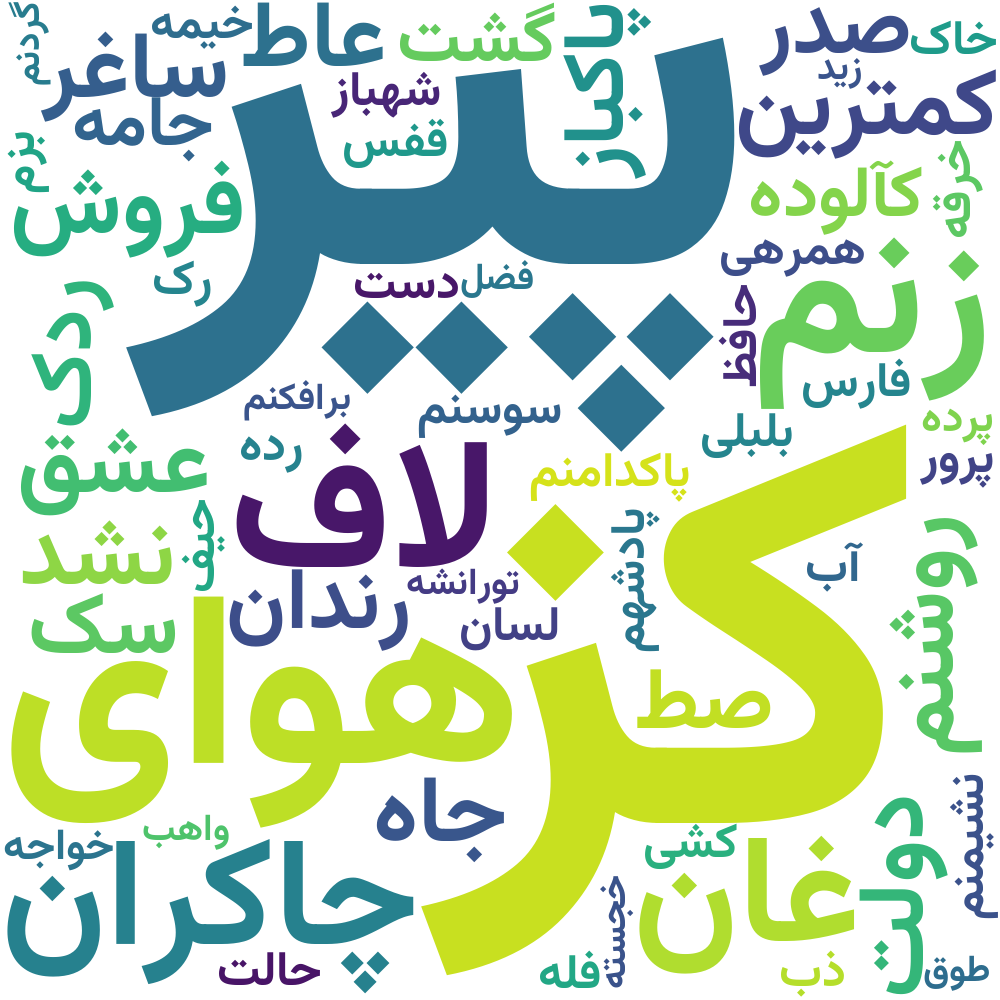 گردنم
خیمه
عاط
گشت
پاکباز
صدر
خاک
ساغر
شهباز
زید
جامه
قفس
پیر
کمترین
بزم
فروش
کآلوده
خرقه
همرهی
رک
دست
فضل
زنم
ردک
حافظ
فارس
برافکنم
سوسنم
بلبلی
پرده
رده
لاف
پرور
عشق
پاکدامنم
کز
نشد
حیف
پادشهم
آب
روشنم
تورانشه
رندان
لسان
سک
هوای
صط
جاه
نشیمنم
دولت
واهب
خواجه
کشی
غان
چاکران
خجسته
حالت
فله
ذب
طوق